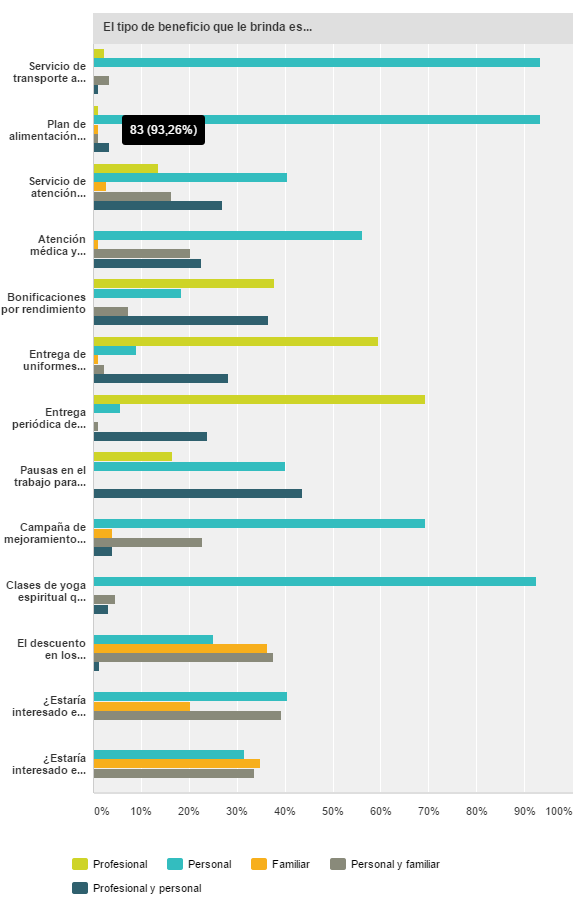 El tipo de beneficio que le brinda es...
Servicio de
transporte a...
Plan de
alimentación...
83 (93,26%)
Servicio de
atención...
Atención
médica y...
Bonificaciones
por rendimiento
Entrega de
uniformes...
Entrega
periódica de...
Pausas en el
trabajo para...
Campaña de
mejoramiento...
Clases de yoga
espiritual q...
El descuento
en los...
¿Estaría
interesado e...
¿Estaría
interesado e...
0% 10% 20% 30% 40% 50% 60% 70% 80% 90% 100%
Profesional Personal Familiar Personal y familiar
Profesional y personal